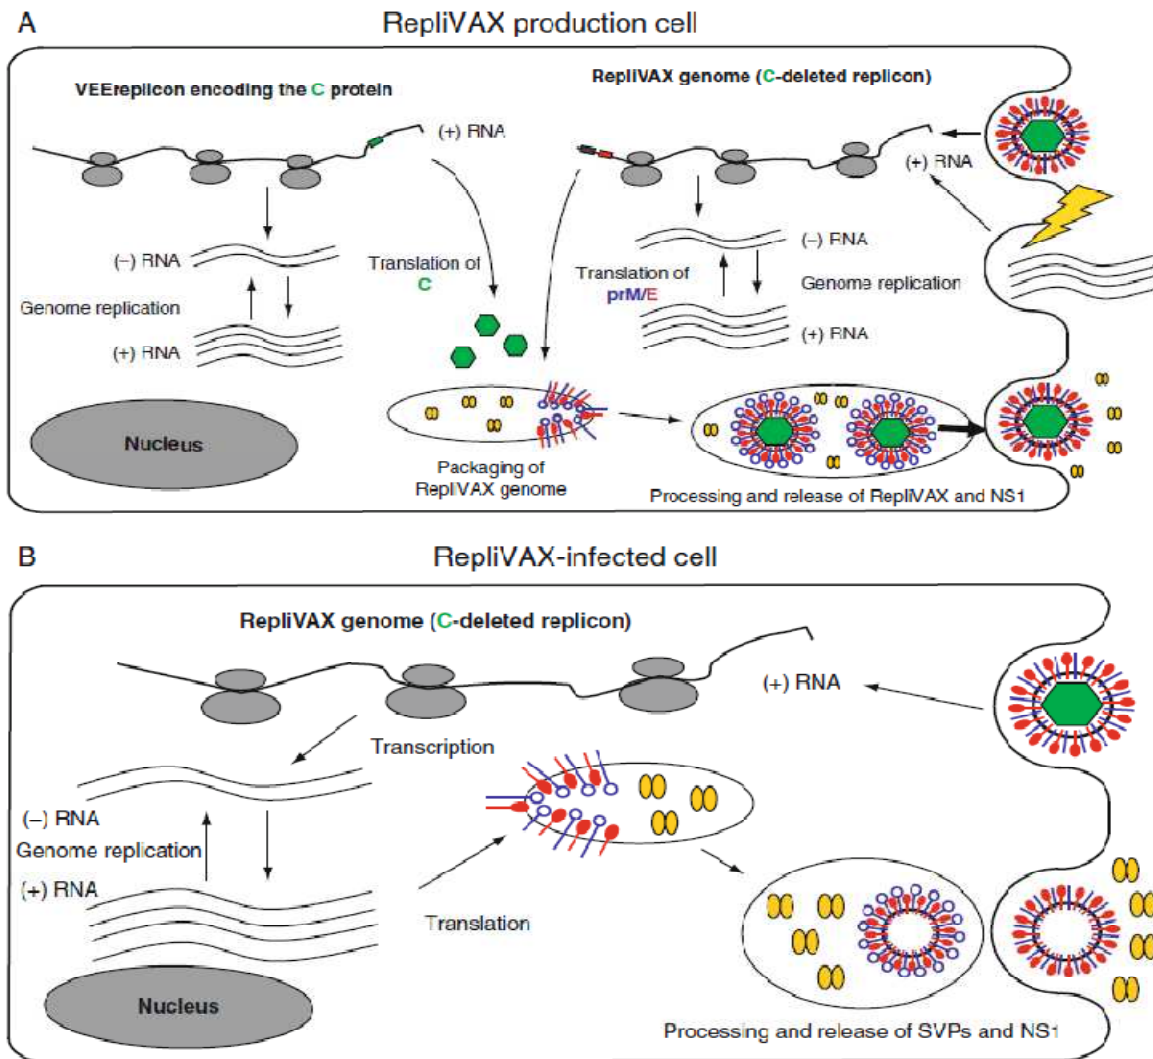 A
RepliVAX production cell
VEEreplicon encoding the C protein
(+) RNA
RepliVAX genome (C-deleted replicon)
(+) RNA
(−) RNA
Genome replication
(+) RNA
Translation of
C
Translation of
prM/E
(−) RNA
Genome replication
(+) RNA
Nucleus
Packaging of
RepliVAX genome
Processing and release of RepliVAX and NS1
B
RepliVAX-infected cell
RepliVAX genome (C-deleted replicon)
(+) RNA
Transcription
(−) RNA
Genome replication
(+) RNA
Translation
Nucleus
Processing and release of SVPs and NS1